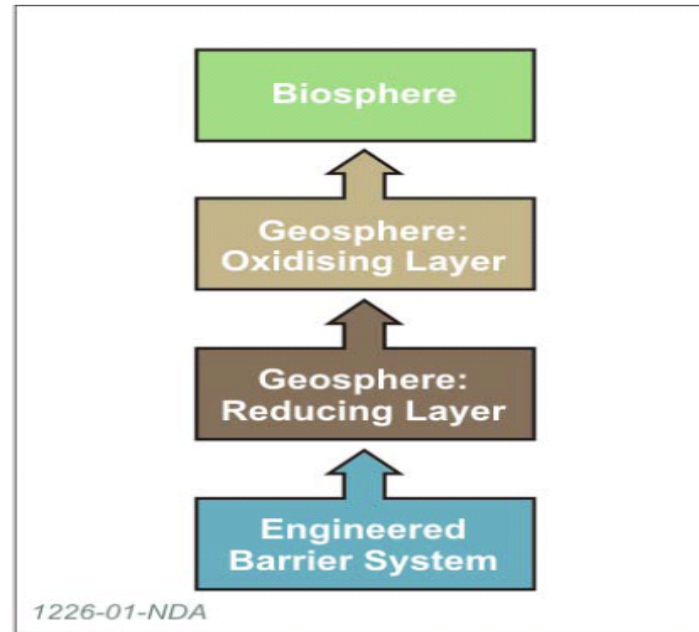 Biosphere
Geosphere:
Oxidising Layer
Geosphere:
Reducing Layer
Engineered
Barrier System
1226-01-NDA